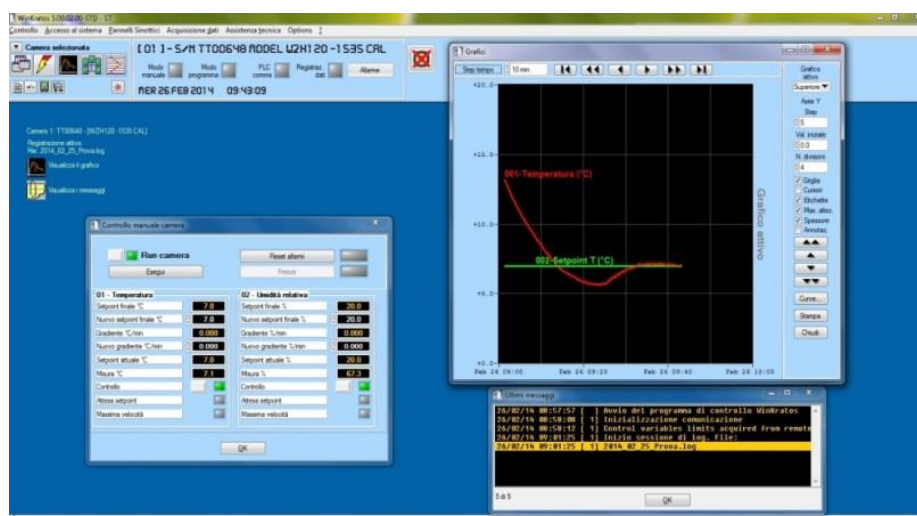 WinKratos 5.00.02.00-STD - ST
Controllo Accesso al sistema Pannelli Sinottici Acquisizione dati Assistenza tecnica Options ?
Camera selezionata
[ 01 ] - S/N TT00648 MODEL WZH120-1535 CAL
Modo manuale
Modo programma
PLC comms
Registraz. dati
Allarme
MER 26 FEB 2014 09:43:09
Camera 1: TT00648 - [WZH120-1535 CAL]
Registrazione attiva
File: 2014_02_25_Prova.log
Visualizza il grafico
Visualizza i messaggi
Controllo manuale camera
Run camera
Reset allarmi
Esegui
Freeze
01 - Temperatura
Setpoint finale °C 7.0
Nuovo setpoint finale °C 7.0
Gradiente °C/min 0.000
Nuovo gradiente °C/min 0.000
Setpoint attuale °C 7.0
Misura °C 7.1
Controllo
Attesa setpoint
Massima velocità
02 - Umidità relativa
Setpoint finale % 20.0
Nuovo setpoint finale % 20.0
Gradiente %/min 0.000
Nuovo gradiente %/min 0.000
Setpoint attuale % 20.0
Misura % 67.3
Controllo
Attesa setpoint
Massima velocità
OK
Grafici
Step tempo 10 min.
+20.0
+15.0
+10.0
+5.0
+0.0
001-Temperatura (°C)
002-Setpoint T (°C)
Feb 26 09:00 Feb 26 09:20 Feb 26 09:40 Feb 26 10:00
Grafico attivo
Grafico attivo
Superiore
Asse Y
Step
5
Val. iniziale
0.0
N. divisioni
4
Griglia
Cursori
Etichette
Max. allez.
Spessore
Annotaz.
Curve...
Stampa
Chiudi
Ultimi messaggi
26/02/14 08:57:57 [ ] Avvio del programma di controllo WinKratos
26/02/14 08:58:08 [ 1] Inizializzazione comunicazione
26/02/14 08:58:12 [ 1] Control variables limits acquired from remote
26/02/14 09:01:25 [ 1] Inizio sessione di log. File:
26/02/14 09:01:25 [ 1] 2014_02_25_Prova.log
5 di 5
OK